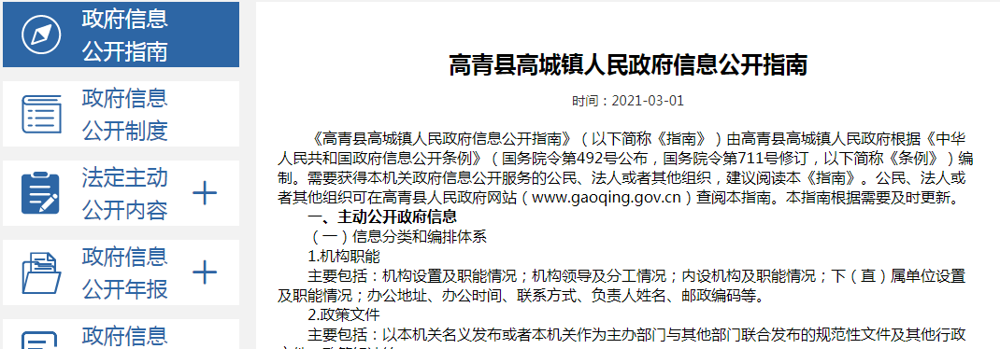 政府信息
公开指南
政府信息
公开制度
法定主动
公开内容
政府信息
公开年报
政府信息
高青县高城镇人民政府信息公开指南
时间：2021-03-01
《高青县高城镇人民政府信息公开指南》（以下简称《指南》）由高青县高城镇人民政府根据《中华
人民共和国政府信息公开条例》（国务院令第492号公布，国务院令第711号修订，以下简称《条例》）编
制。需要获得本机关政府信息公开服务的公民、法人或者其他组织，建议阅读本《指南》。公民、法人或
者其他组织可在高青县人民政府网站（www.gaoqing.gov.cn）查阅本指南。本指南根据需要及时更新。
一、主动公开政府信息
（一）信息分类和编排体系
1.机构职能
主要包括：机构设置及职能情况；机构领导及分工情况；内设机构及职能情况；下（直）属单位设置
及职能情况；办公地址、办公时间、联系方式、负责人姓名、邮政编码等。
2.政策文件
主要包括：以本机关名义发布或者本机关作为主办部门与其他部门联合发布的规范性文件及其他行政